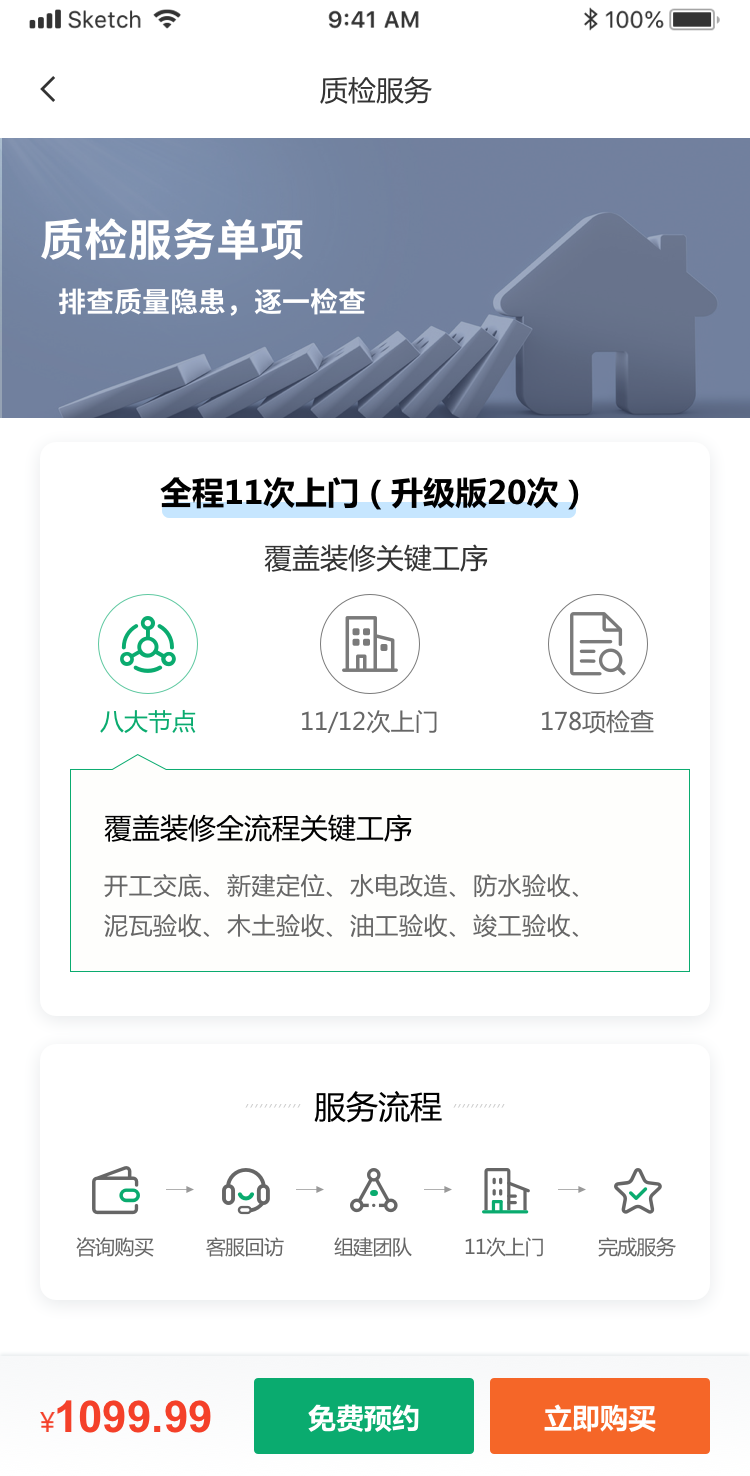 Sketch 9:41 AM 100%
质检服务
质检服务单项
排查质量隐患，逐一检查
全程11次上门（升级版20次）
覆盖装修关键工序
八大节点 11/12次上门 178项检查
覆盖装修全流程关键工序
开工交底、新建定位、水电改造、防水验收、
泥瓦验收、木土验收、油工验收、竣工验收、
服务流程
咨询购买 客服回访 组建团队 11次上门 完成服务
¥1099.99 免费预约 立即购买